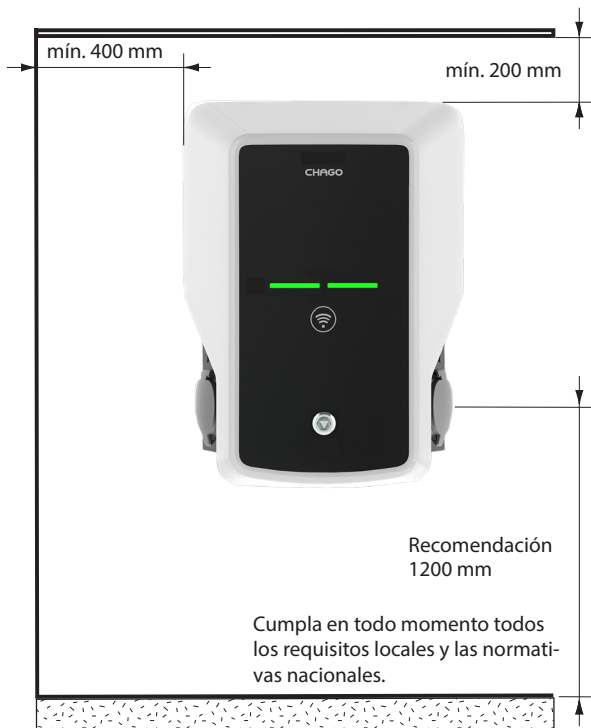 mín. 400 mm
mín. 200 mm
CHAGO
Recomendación
1200 mm
Cumpla en todo momento todos
los requisitos locales y las normati-
vas nacionales.